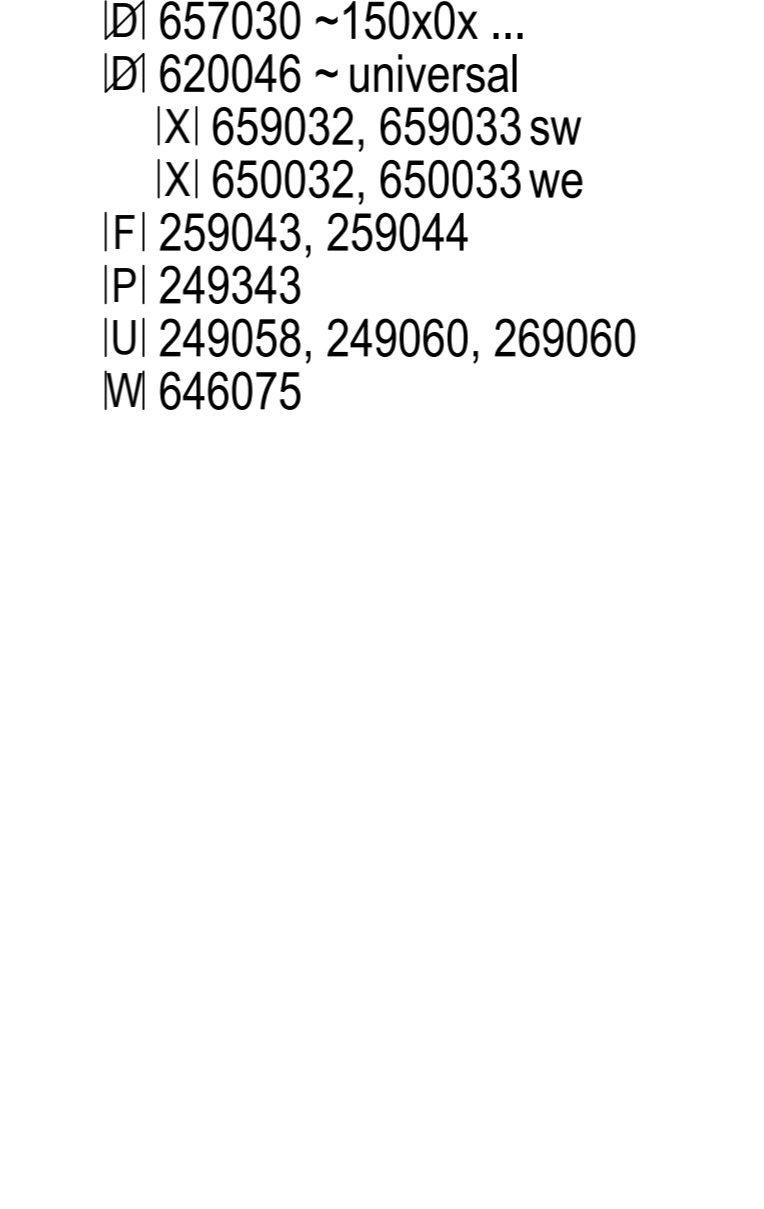 |D| 657030 ~150x0x ...
|D| 620046 ~ universal
|X| 659032, 659033 sw
|X| 650032, 650033 we
|F| 259043, 259044
|P| 249343
|U| 249058, 249060, 269060
|W| 646075